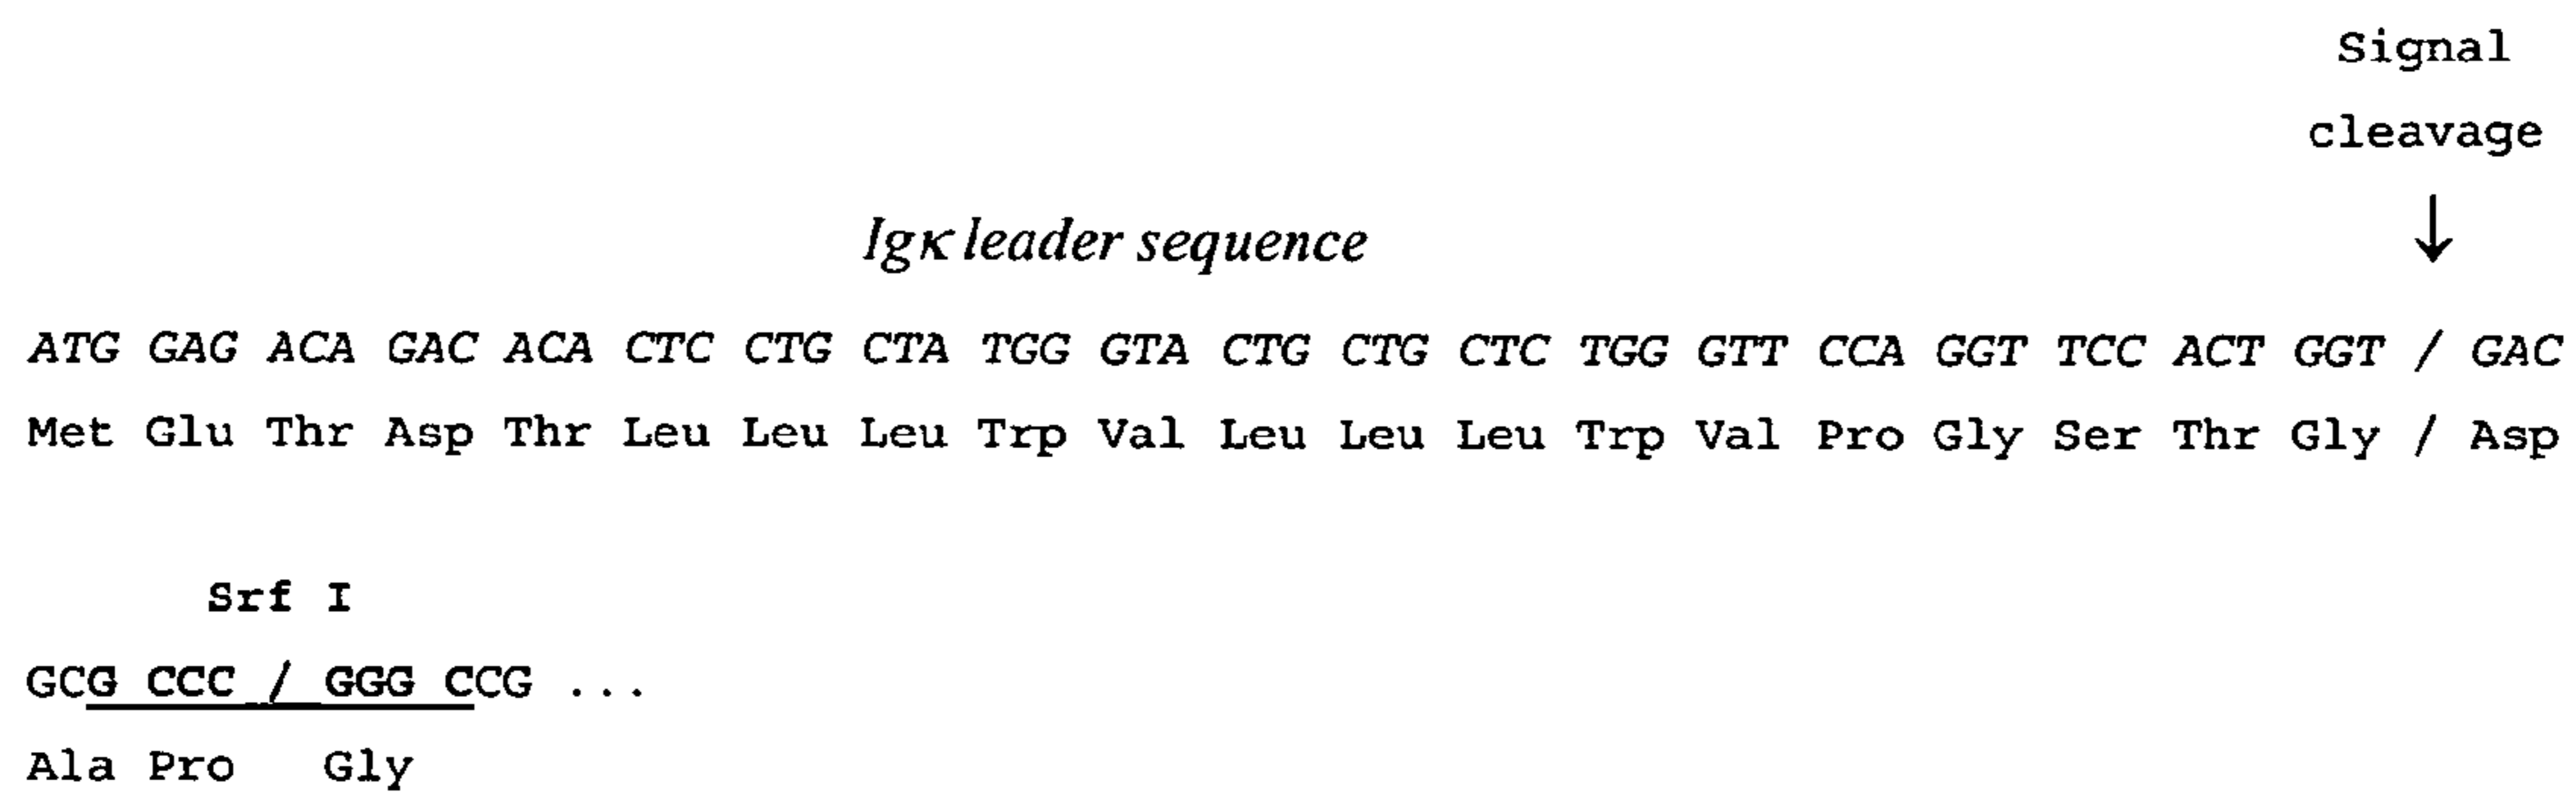 Signal
cleavage
↓
Igκ leader sequence
ATG GAG ACA GAC ACA CTC CTG CTA TGG GTA CTG CTG CTC TGG GTT CCA GGT TCC ACT GGT / GAC
Met Glu Thr Asp Thr Leu Leu Leu Trp Val Leu Leu Leu Trp Val Pro Gly Ser Thr Gly / Asp
Srf I
GCG CCC / GGG CCG ...
Ala Pro Gly